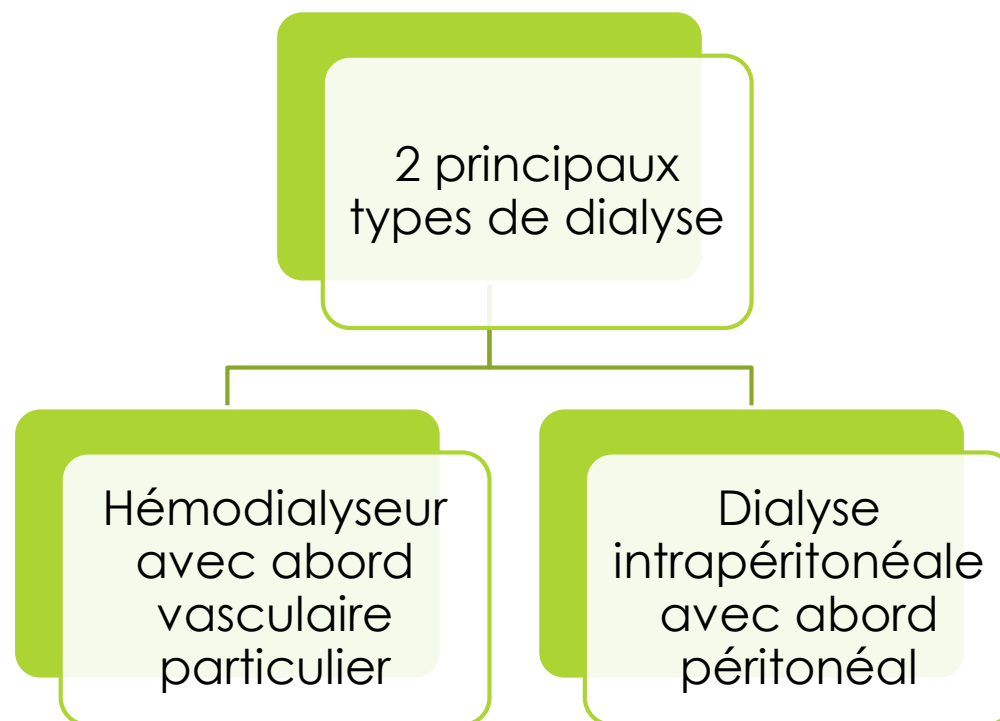 2 principaux
types de dialyse
Hémodialyseur
avec abord
vasculaire
particulier
Dialyse
intrapéritonéale
avec abord
péritonéal